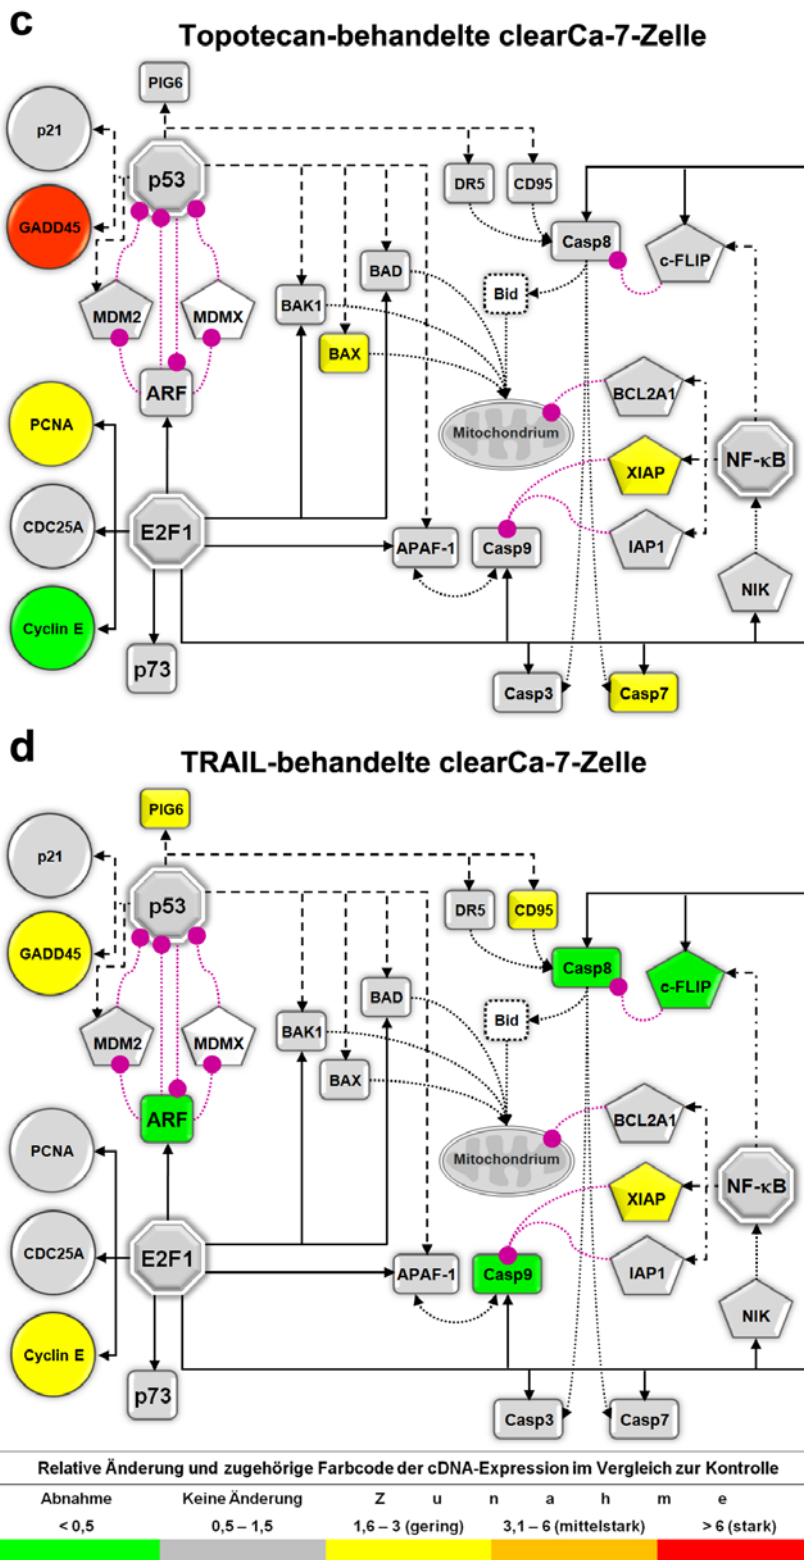 c
Topotecan-behandelte clearCa-7-Zelle
PIG6
p21
p53
DR5
CD95
GADD45
Casp8
c-FLIP
BAD
Bid
MDM2
MDMX
BAK1
BAX
ARF
BCL2A1
PCNA
Mitochondrium
XIAP
NF-κB
CDC25A
E2F1
APAF-1
Casp9
IAP1
NIK
Cyclin E
p73
Casp3
Casp7
d
TRAIL-behandelte clearCa-7-Zelle
PIG6
p21
p53
DR5
CD95
GADD45
Casp8
c-FLIP
BAD
Bid
MDM2
MDMX
BAK1
BAX
ARF
BCL2A1
PCNA
Mitochondrium
XIAP
NF-κB
CDC25A
E2F1
APAF-1
Casp9
IAP1
NIK
Cyclin E
p73
Casp3
Casp7
Relative Änderung und zugehörige Farbcode der cDNA-Expression im Vergleich zur Kontrolle
Abnahme Keine Änderung Z u n a h m e
< 0,5 0,5 – 1,5 1,6 – 3 (gering) 3,1 – 6 (mittelstark) > 6 (stark)